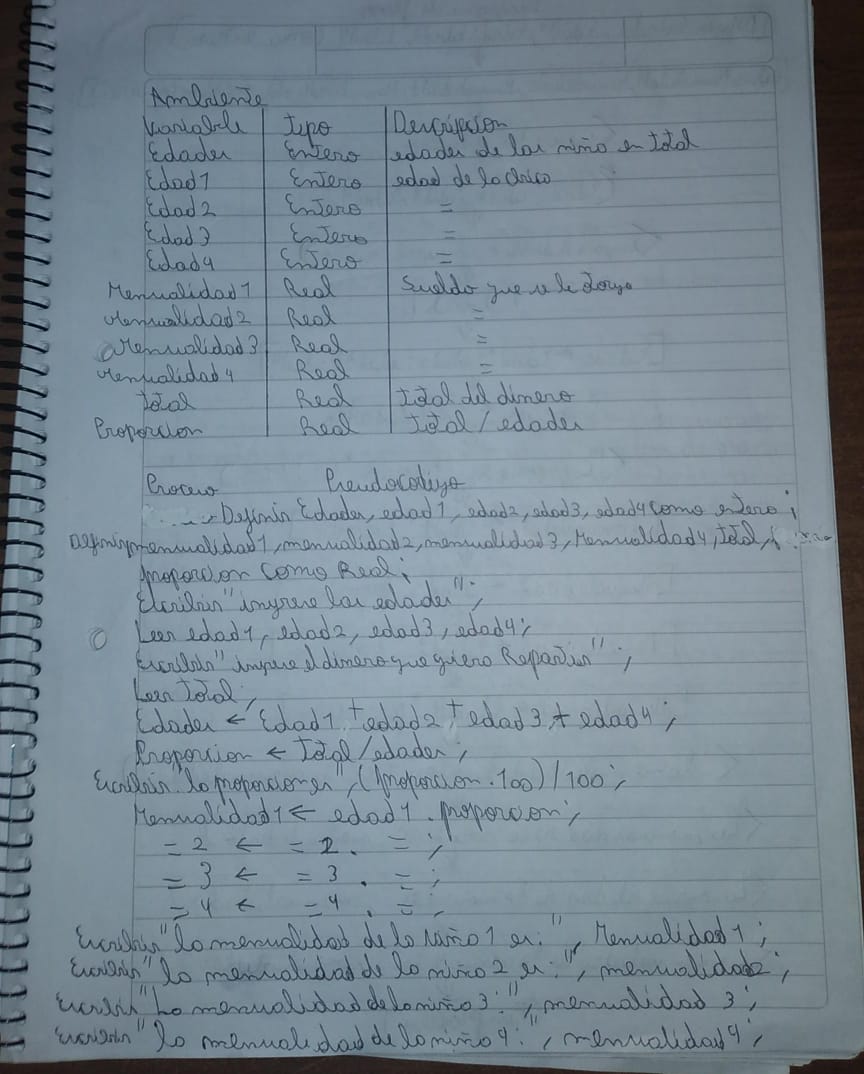 Ambiente
Variable Tipo Descripcion
Edades Entero edades de las niño en total
Edad1 Entero edad de la chica
Edad2 Entero =
Edad3 Entero =
Edad4 Entero =
Mensualidad1 Real Sueldo que se le
Mensualidad2 Real =
Mensualidad3 Real =
Mensualidad4 Real =
total Real total del dinero
Proporcion Real total/edades
Proceso Pseudocodigo
Definir Edades, edad1, edad2, edad3, edad4 como entero;
Definir mensualidad1, mensualidad2, mensualidad3, Mensualidad4, total,
proporcion Como Real;
Escribir "ingrese las edades";
Leer edad1, edad2, edad3, edad4;
Escribir "ingrese el dinero que quiero Repartir";
Leer total;
Edades ← Edad1 + edad2 + edad3 + edad4;
Proporcion ← total/edades;
Escribir "la proporcion es", (proporcion.100)/100;
Mensualidad1 ← edad1 . proporcion;
= 2 ← = 2 . = ;
= 3 ← = 3 . = ;
= 4 ← = 4 . = ,
Escribir "la mensualidad de la niño 1 es:", Mensualidad1;
Escribir "la mensualidad de la niño 2 es:", mensualidad2;
Escribir "La mensualidad de la niño 3:", mensualidad 3;
Escribir "la mensualidad de la niño 4:", mensualidad4;